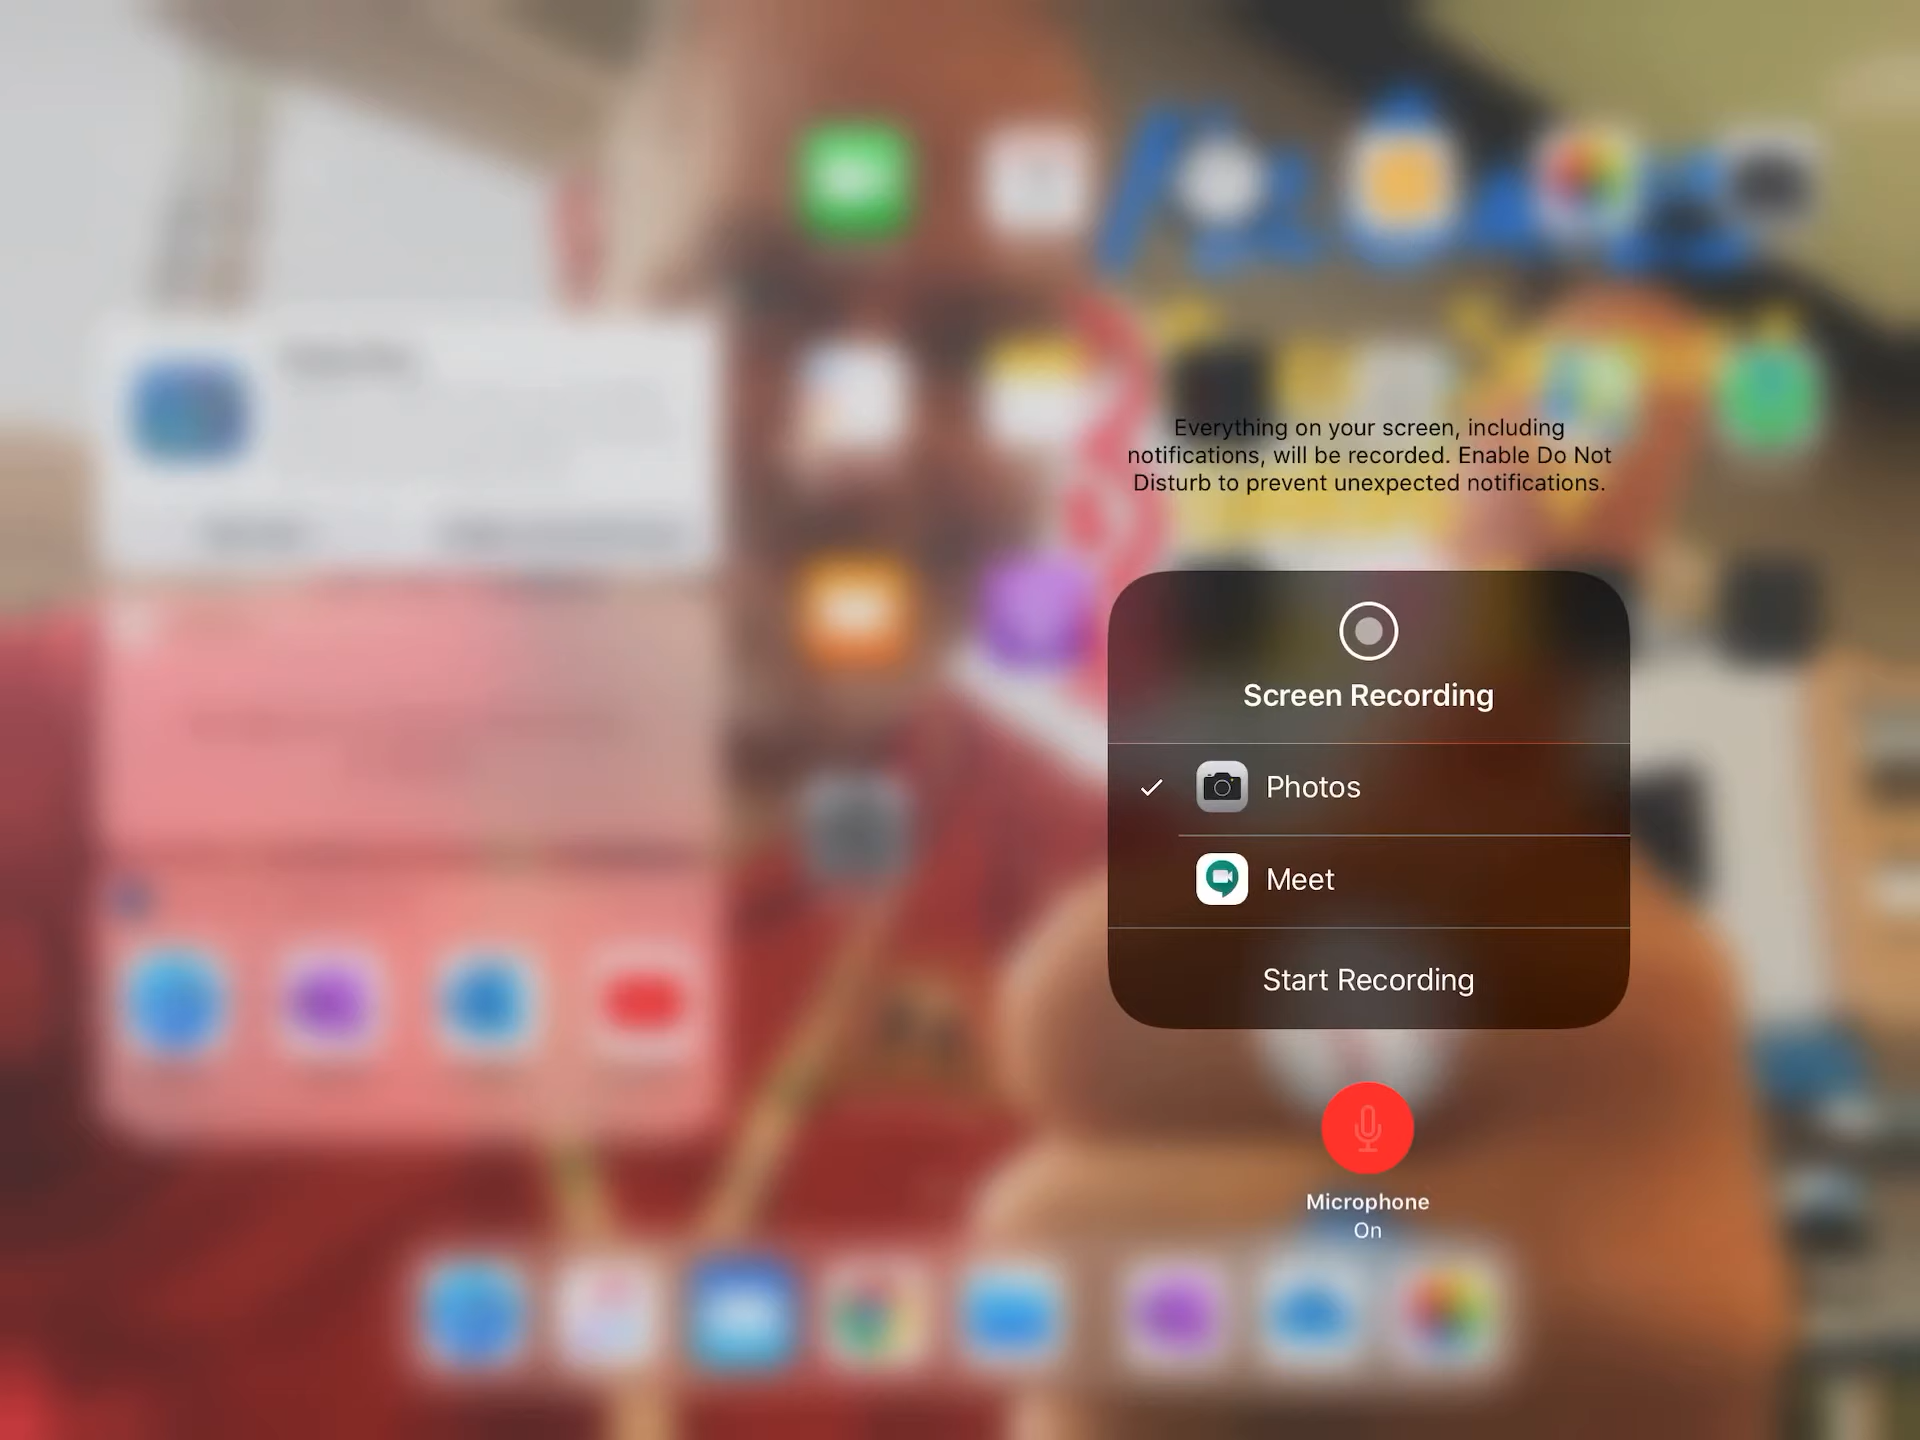 Everything on your screen, including
notifications, will be recorded. Enable Do Not
Disturb to prevent unexpected notifications.
Screen Recording
Photos
Meet
Start Recording
Microphone
On